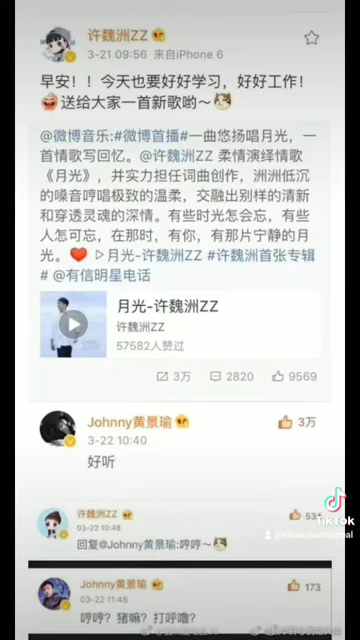 许魏洲ZZ
3-21 09:56 来自iPhone 6
早安！！今天也要好好学习，好好工作！
送给大家一首新歌哟～
@微博音乐:#微博首播#一曲悠扬唱月光，一
首情歌写回忆。@许魏洲ZZ 柔情演绎情歌
《月光》，并实力担任词曲创作，洲洲低沉
的嗓音哼唱极致的温柔，交融出别样的清新
和穿透灵魂的深情。有些时光怎会忘，有些
人怎可忘，在那时，有你，有那片宁静的月
光。❤️ ▷月光-许魏洲ZZ #许魏洲首张专辑
# @有信明星电话
月光-许魏洲ZZ
许魏洲ZZ
57582人赞过
3万 2820 9569
Johnny黄景瑜 3万
3-22 10:40
好听
许魏洲ZZ
03-22 10:48
回复@Johnny黄景瑜:哼哼～
TikTok
Johnny黄景瑜 173
03-22 11:46
哼哼？猪嘛？打呼噜？